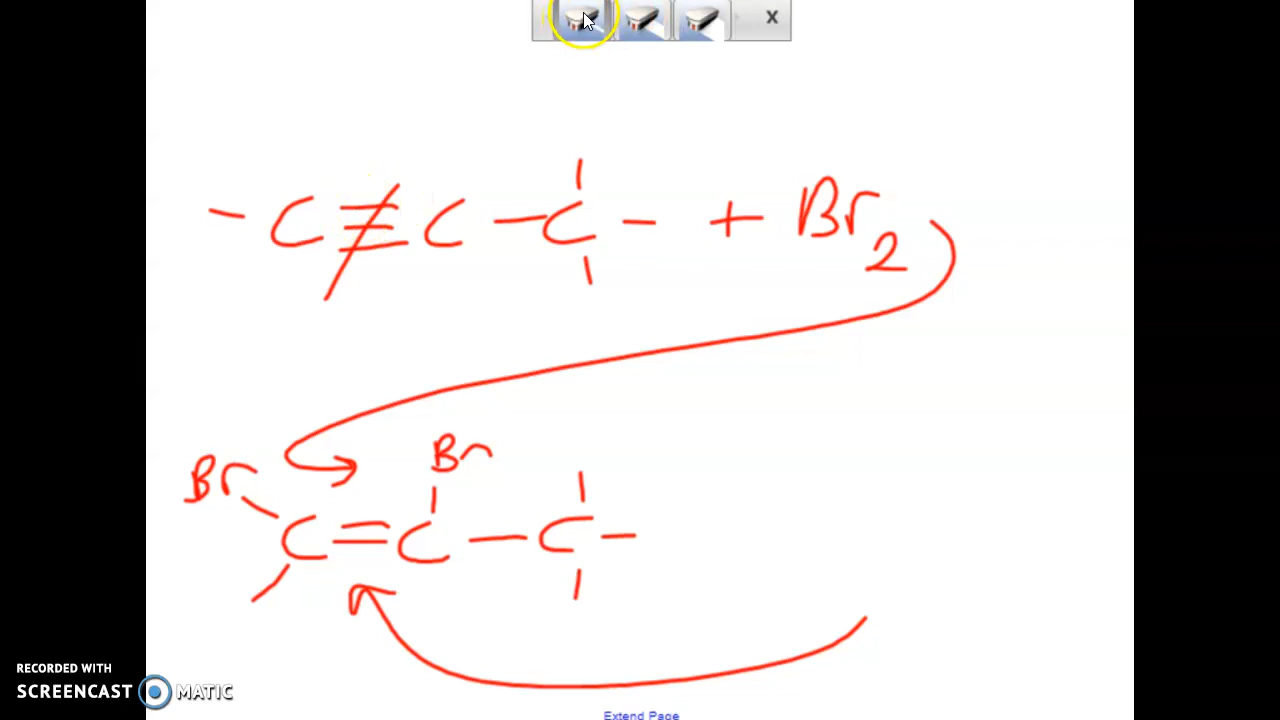 x
- C ≡ C - C - + Br2
Br Br
C = C - C -
RECORDED WITH
SCREENCAST MATIC
Extend Page